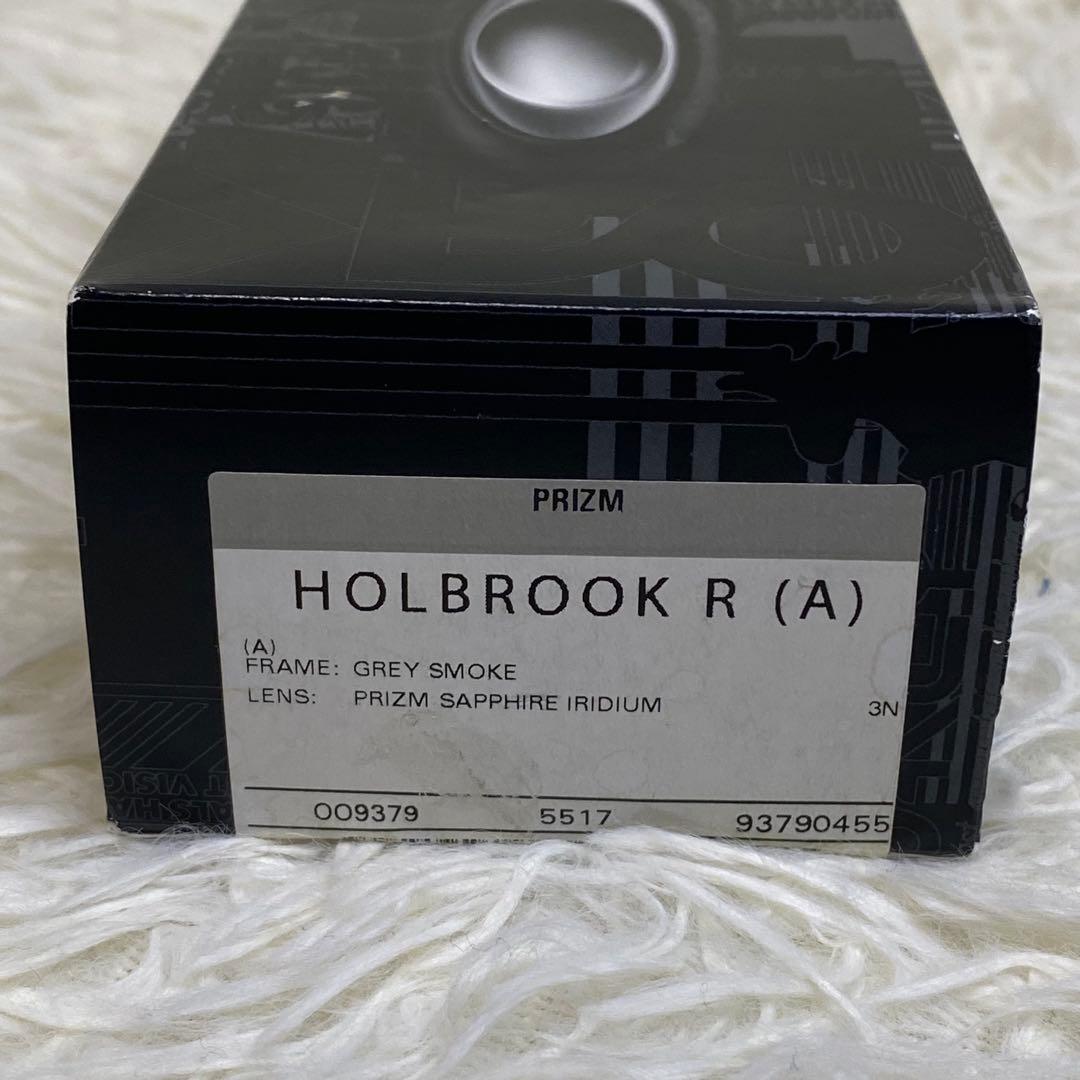 PRIZM
HOLBROOK R (A)
(A)
FRAME: GREY SMOKE
LENS: PRIZM SAPPHIRE IRIDIUM 3N
OO9379 5517 93790455